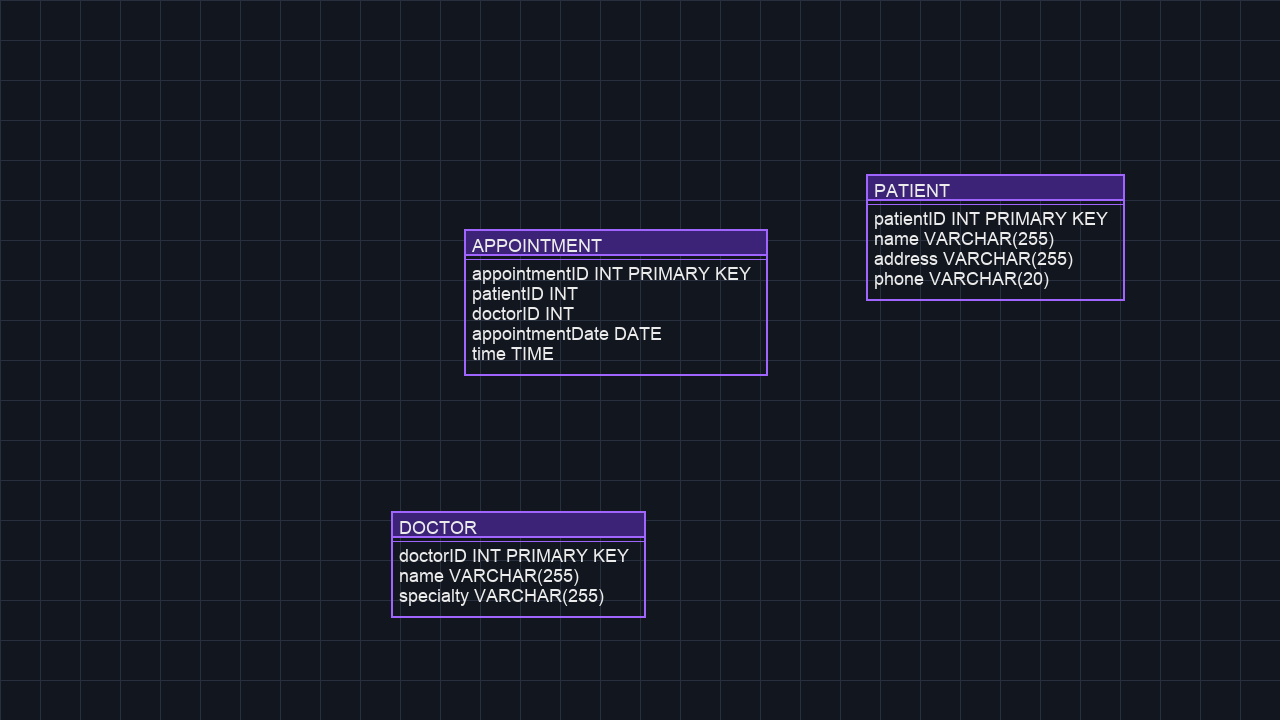 APPOINTMENT
appointmentID INT PRIMARY KEY
patientID INT
doctorID INT
appointmentDate DATE
time TIME
PATIENT
patientID INT PRIMARY KEY
name VARCHAR(255)
address VARCHAR(255)
phone VARCHAR(20)
DOCTOR
doctorID INT PRIMARY KEY
name VARCHAR(255)
specialty VARCHAR(255)